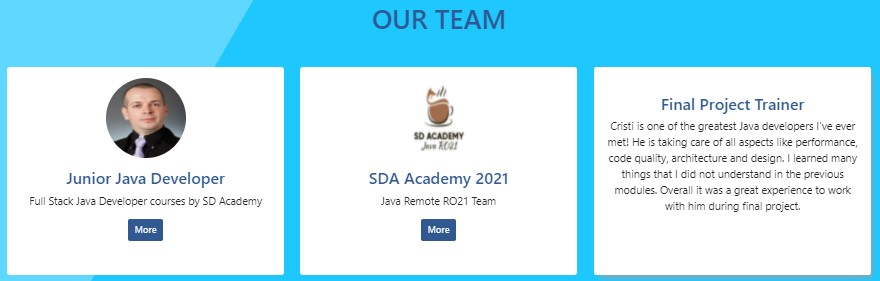 OUR TEAM
Junior Java Developer
Full Stack Java Developer courses by SD Academy
More
SD ACADEMY
Java RO21
SDA Academy 2021
Java Remote RO21 Team
More
Final Project Trainer
Cristi is one of the greatest Java developers I've ever
met! He is taking care of all aspects like performance,
code quality, architecture and design. I learned many
things that I did not understand in the previous
modules. Overall it was a great experience to work
with him during final project.